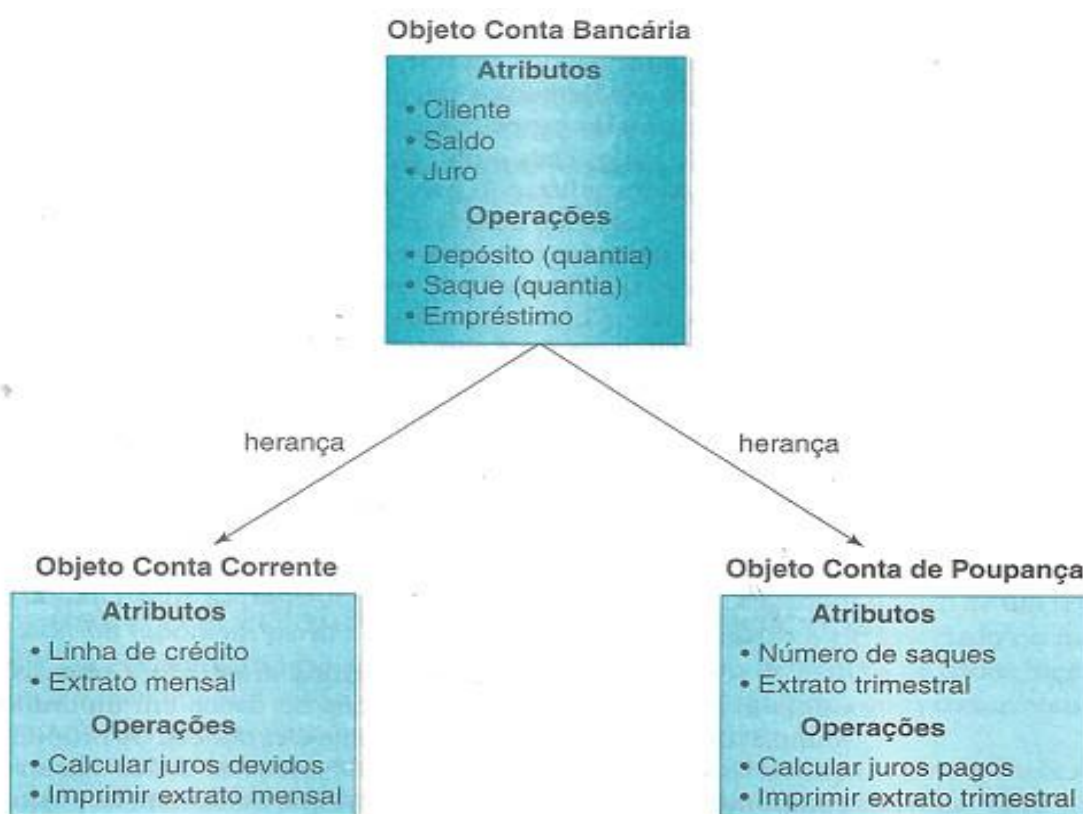 Objeto Conta Bancária
Atributos
• Cliente
• Saldo
• Juro
Operações
• Depósito (quantia)
• Saque (quantia)
• Empréstimo
herança
herança
Objeto Conta Corrente
Atributos
• Linha de crédito
• Extrato mensal
Operações
• Calcular juros devidos
• Imprimir extrato mensal
Objeto Conta de Poupança
Atributos
• Número de saques
• Extrato trimestral
Operações
• Calcular juros pagos
• Imprimir extrato trimestral